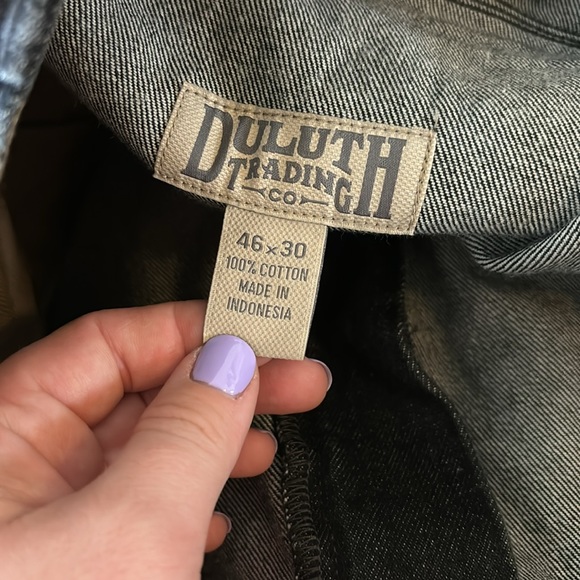 DULUTH
TRADING
CO
46 x 30
100% COTTON
MADE IN
INDONESIA